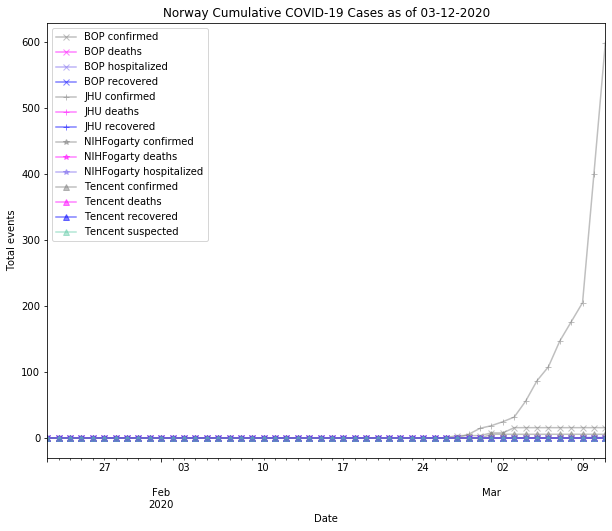 Norway Cumulative COVID-19 Cases as of 03-12-2020
BOP confirmed
BOP deaths
BOP hospitalized
BOP recovered
JHU confirmed
JHU deaths
JHU recovered
NIHFogarty confirmed
NIHFogarty deaths
NIHFogarty hospitalized
Tencent confirmed
Tencent deaths
Tencent recovered
Tencent suspected
Total events
600
500
400
300
200
100
0
27 03 10 17 24 02 09
Feb Mar
2020
Date